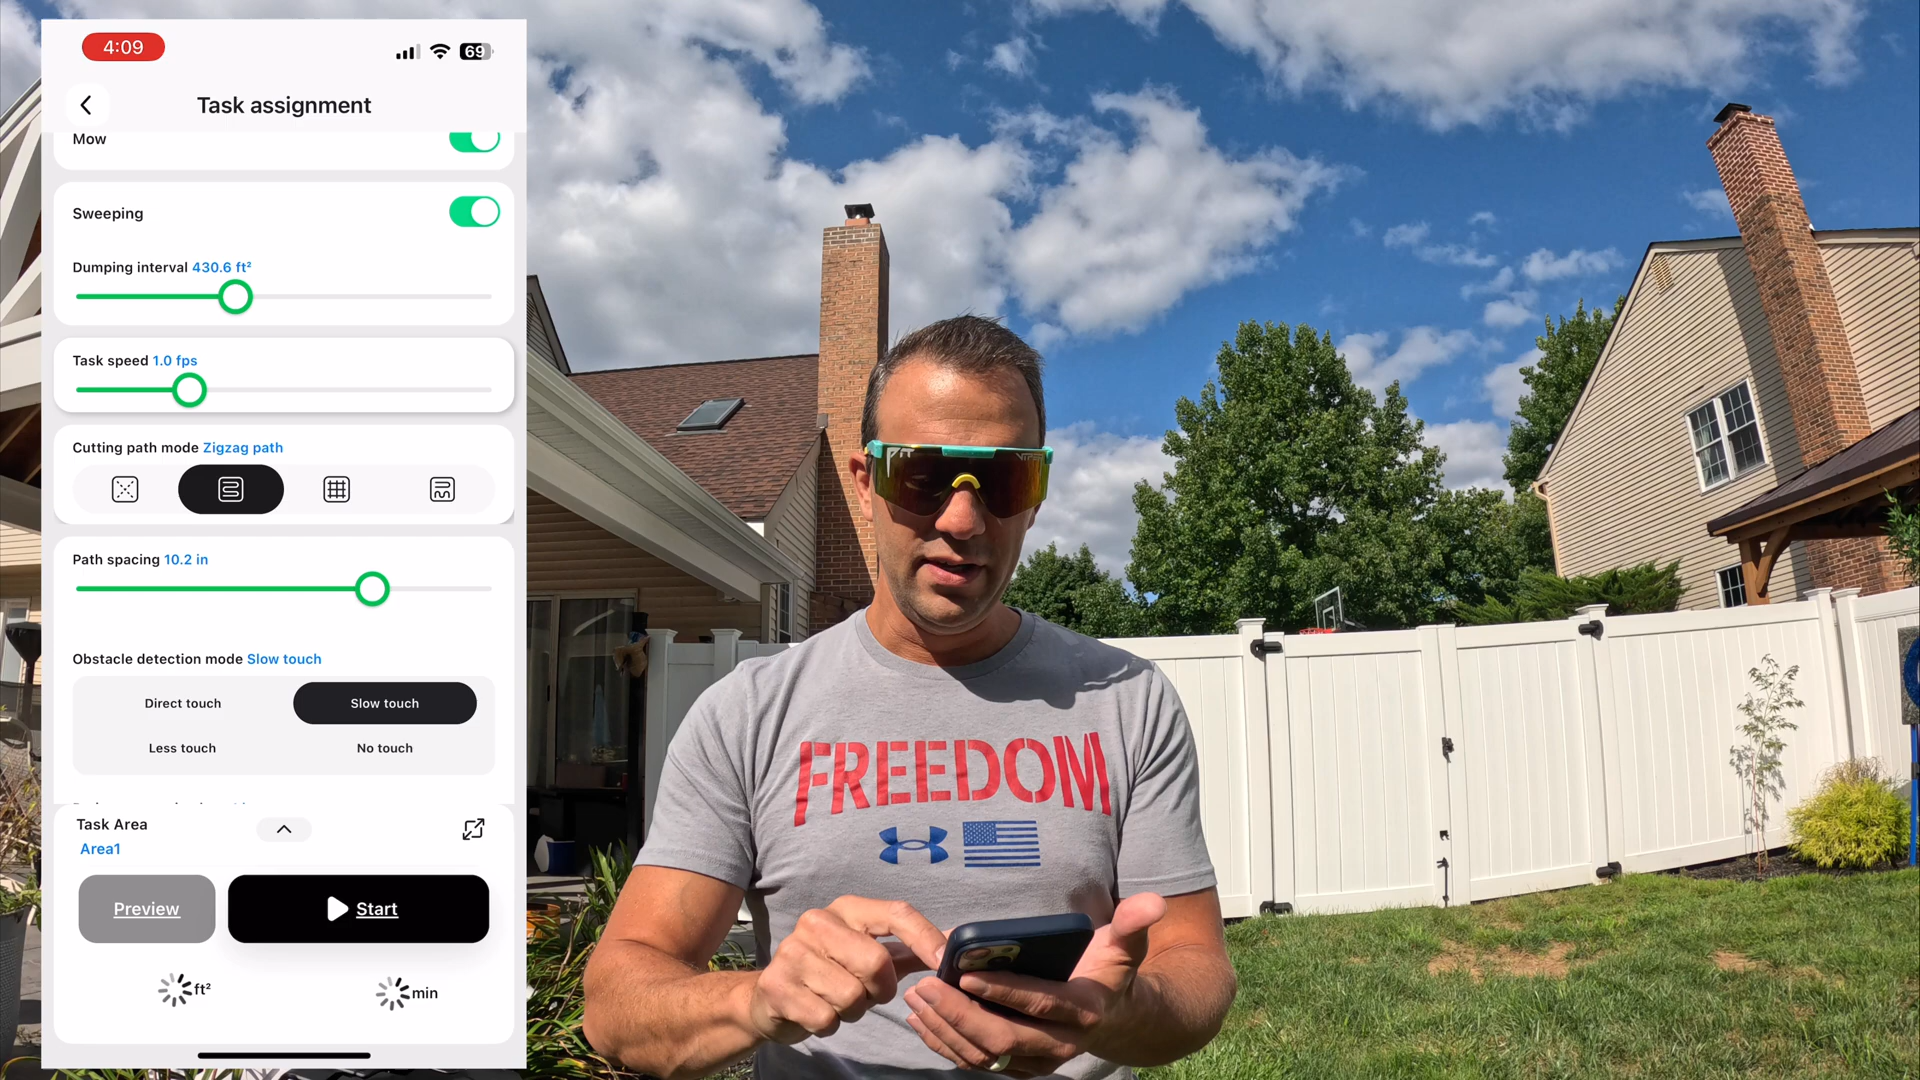 4:09
69
Task assignment
Mow
Sweeping
Dumping interval 430.6 ft²
Task speed 1.0 fps
Cutting path mode Zigzag path
Path spacing 10.2 in
Obstacle detection mode Slow touch
Direct touch
Slow touch
Less touch
No touch
Task Area
Area1
Preview
Start
ft²
min
PIT
VIPER
FREEDOM